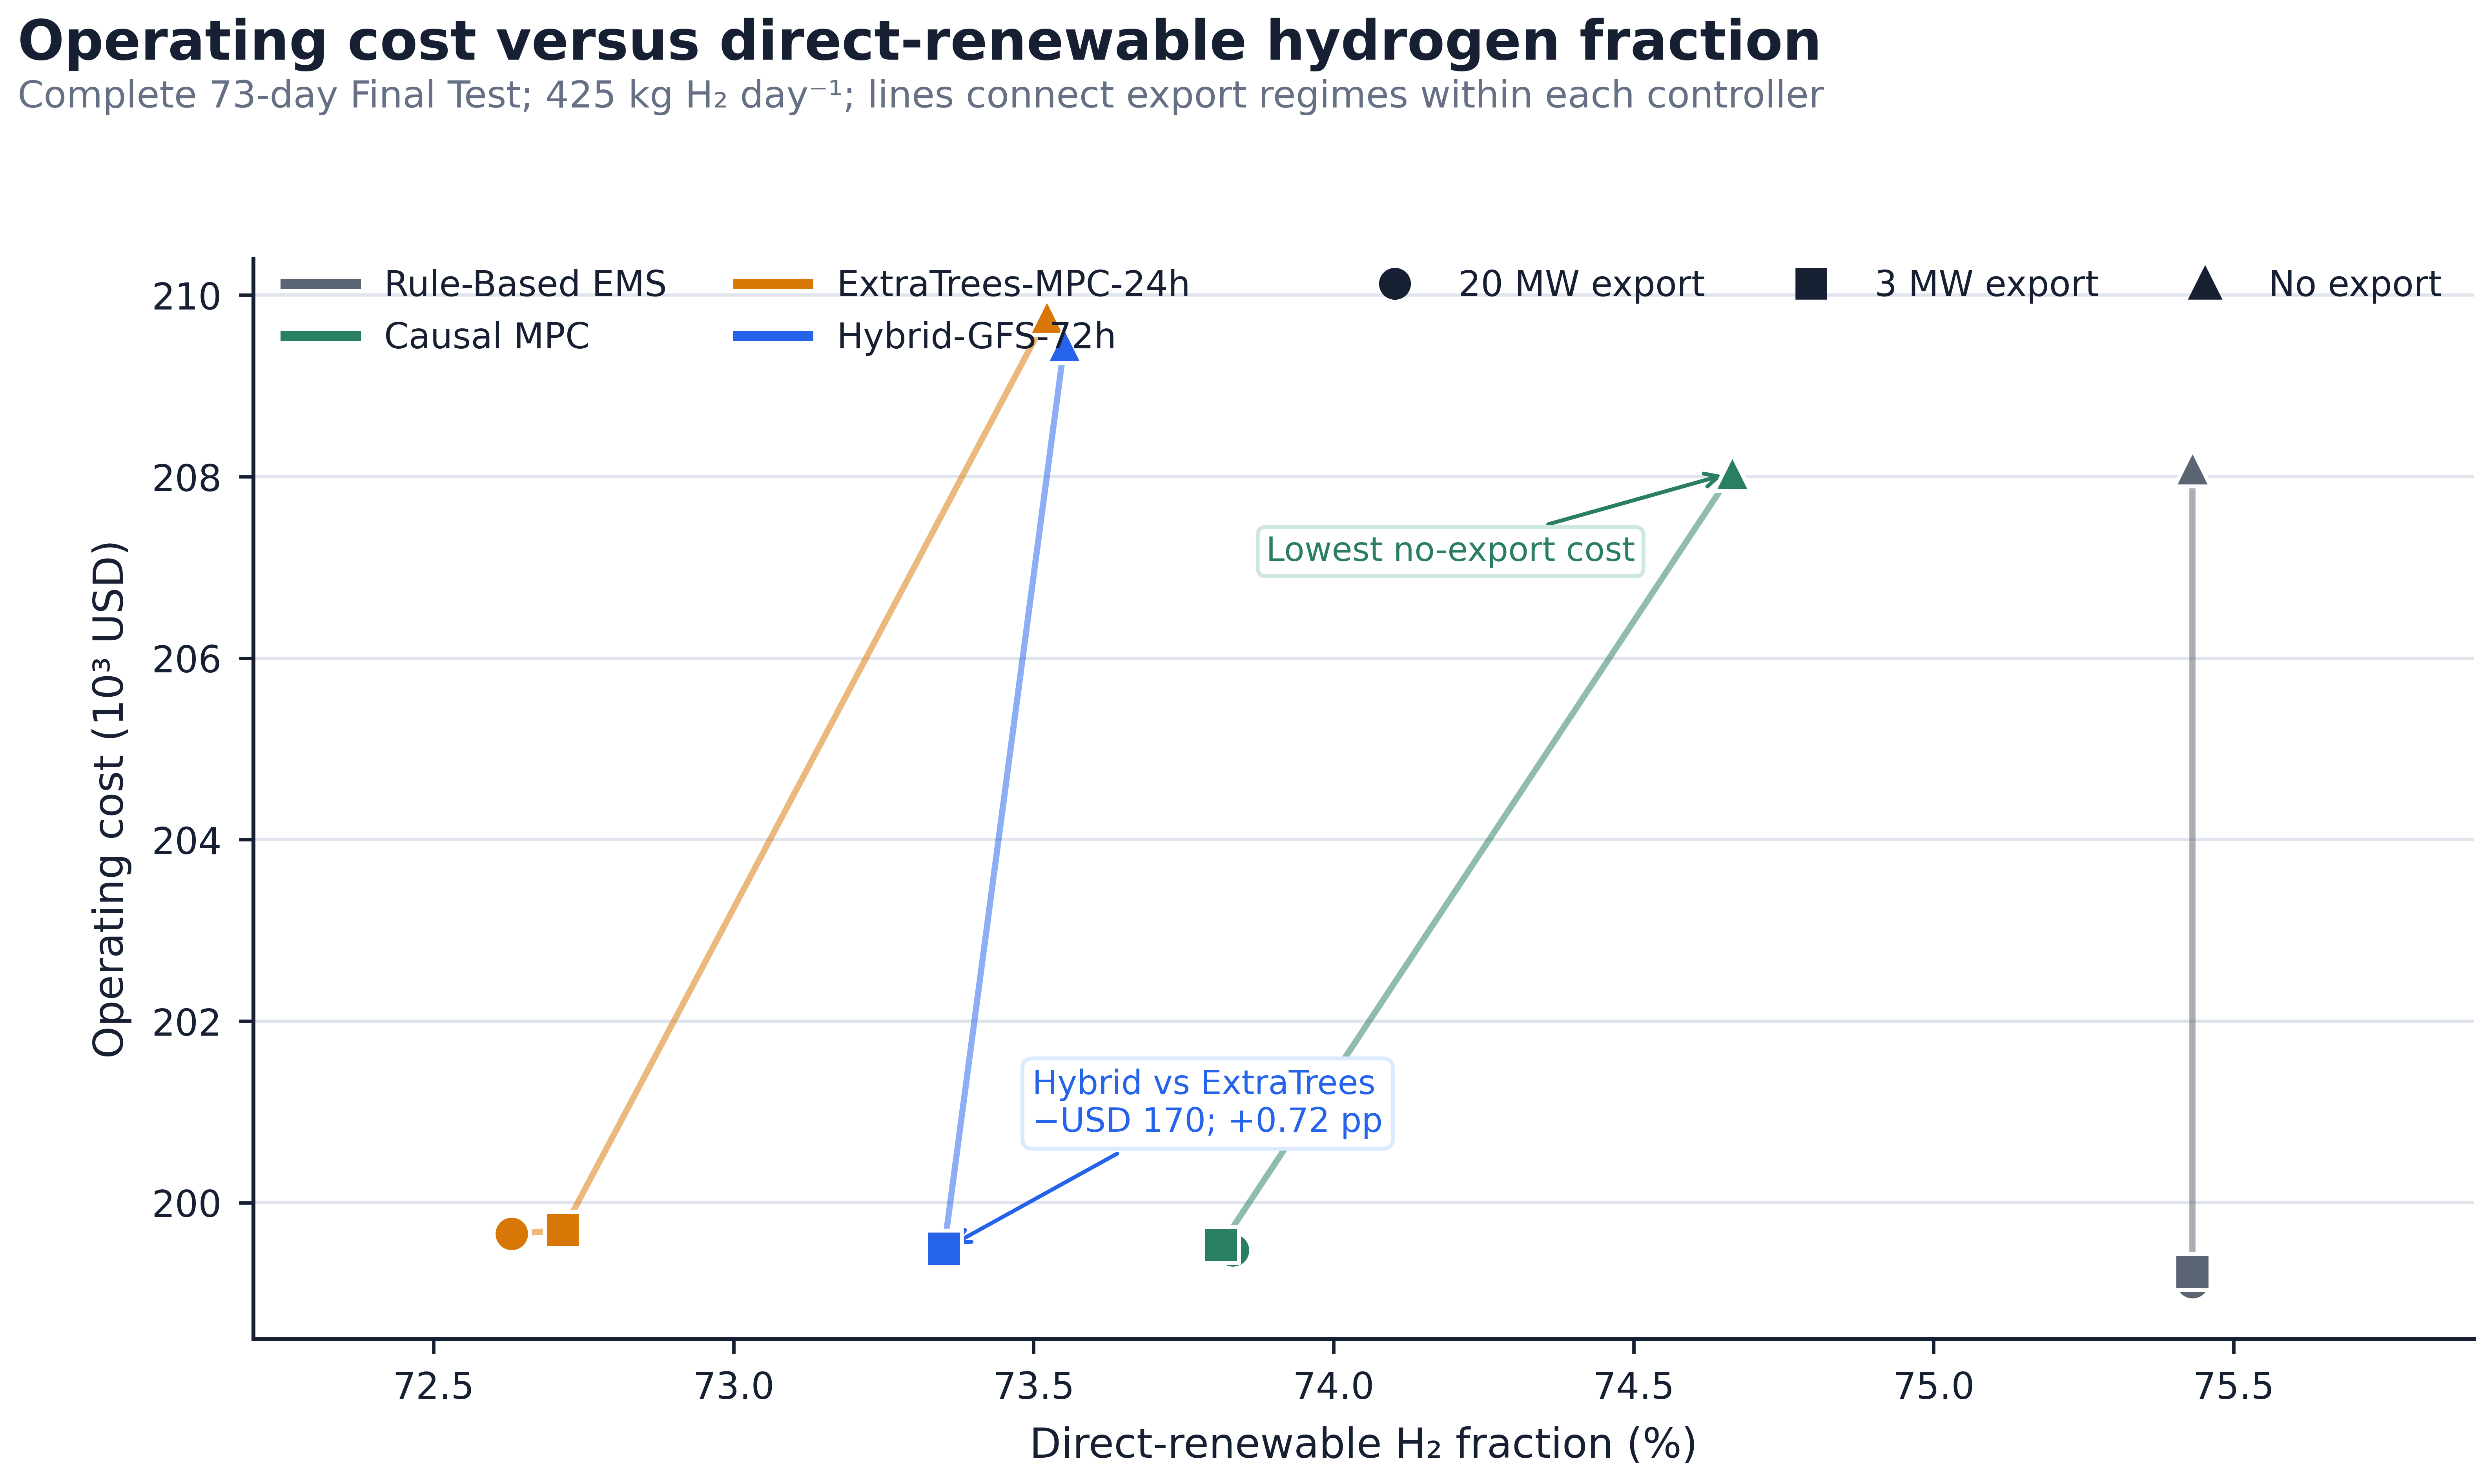 Operating cost versus direct-renewable hydrogen fraction
Complete 73-day Final Test; 425 kg H₂ day⁻¹; lines connect export regimes within each controller
Rule-Based EMS
Causal MPC
ExtraTrees-MPC-24h
Hybrid-GFS-72h
20 MW export
3 MW export
No export
210
208
206
204
202
200
Operating cost (10³ USD)
Lowest no-export cost
Hybrid vs ExtraTrees
−USD 170; +0.72 pp
72.5
73.0
73.5
74.0
74.5
75.0
75.5
Direct-renewable H₂ fraction (%)